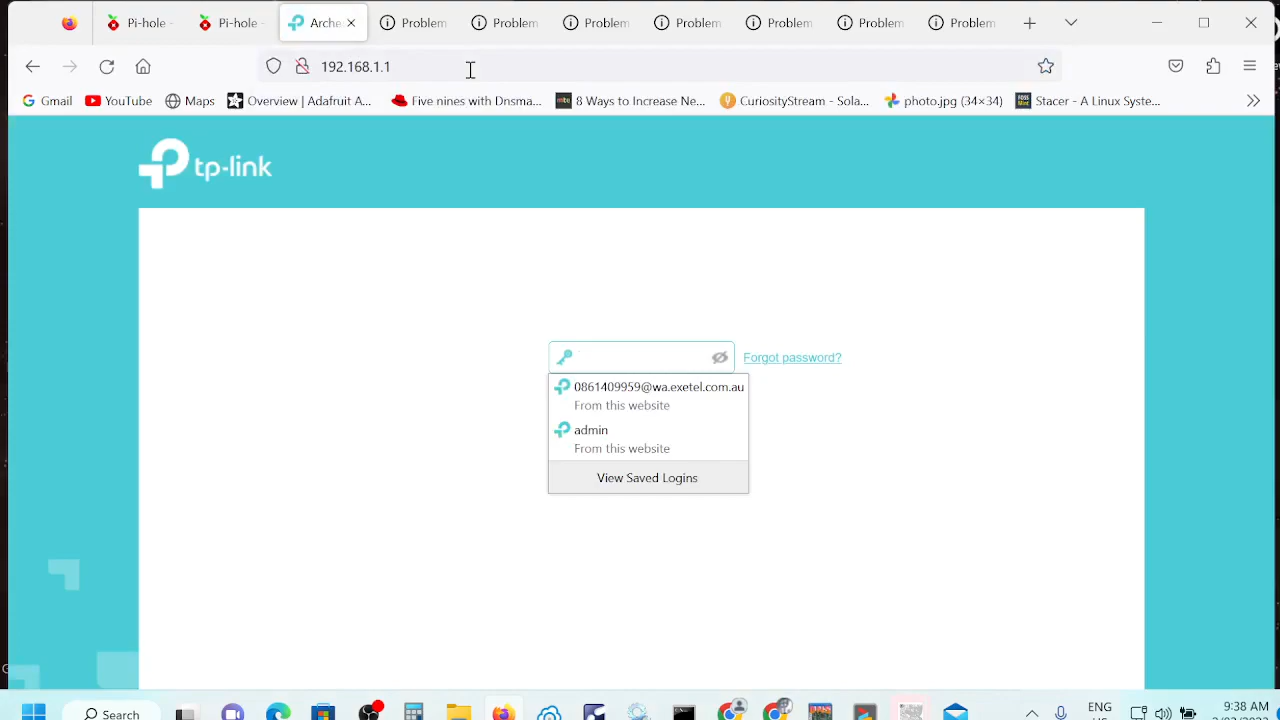 Pi-hole -
Pi-hole -
Arche
Problem
Problem
Problem
Problem
Problem
Problem
Problem
192.168.1.1
Gmail
YouTube
Maps
Overview | Adafruit A...
Five nines with Dnsma...
8 Ways to Increase Ne...
CuriosityStream - Sola...
photo.jpg (34×34)
Stacer - A Linux Syste...
tp-link
Forgot password?
0861409959@wa.exetel.com.au
From this website
admin
From this website
View Saved Logins
Search
ENG
9:38 AM